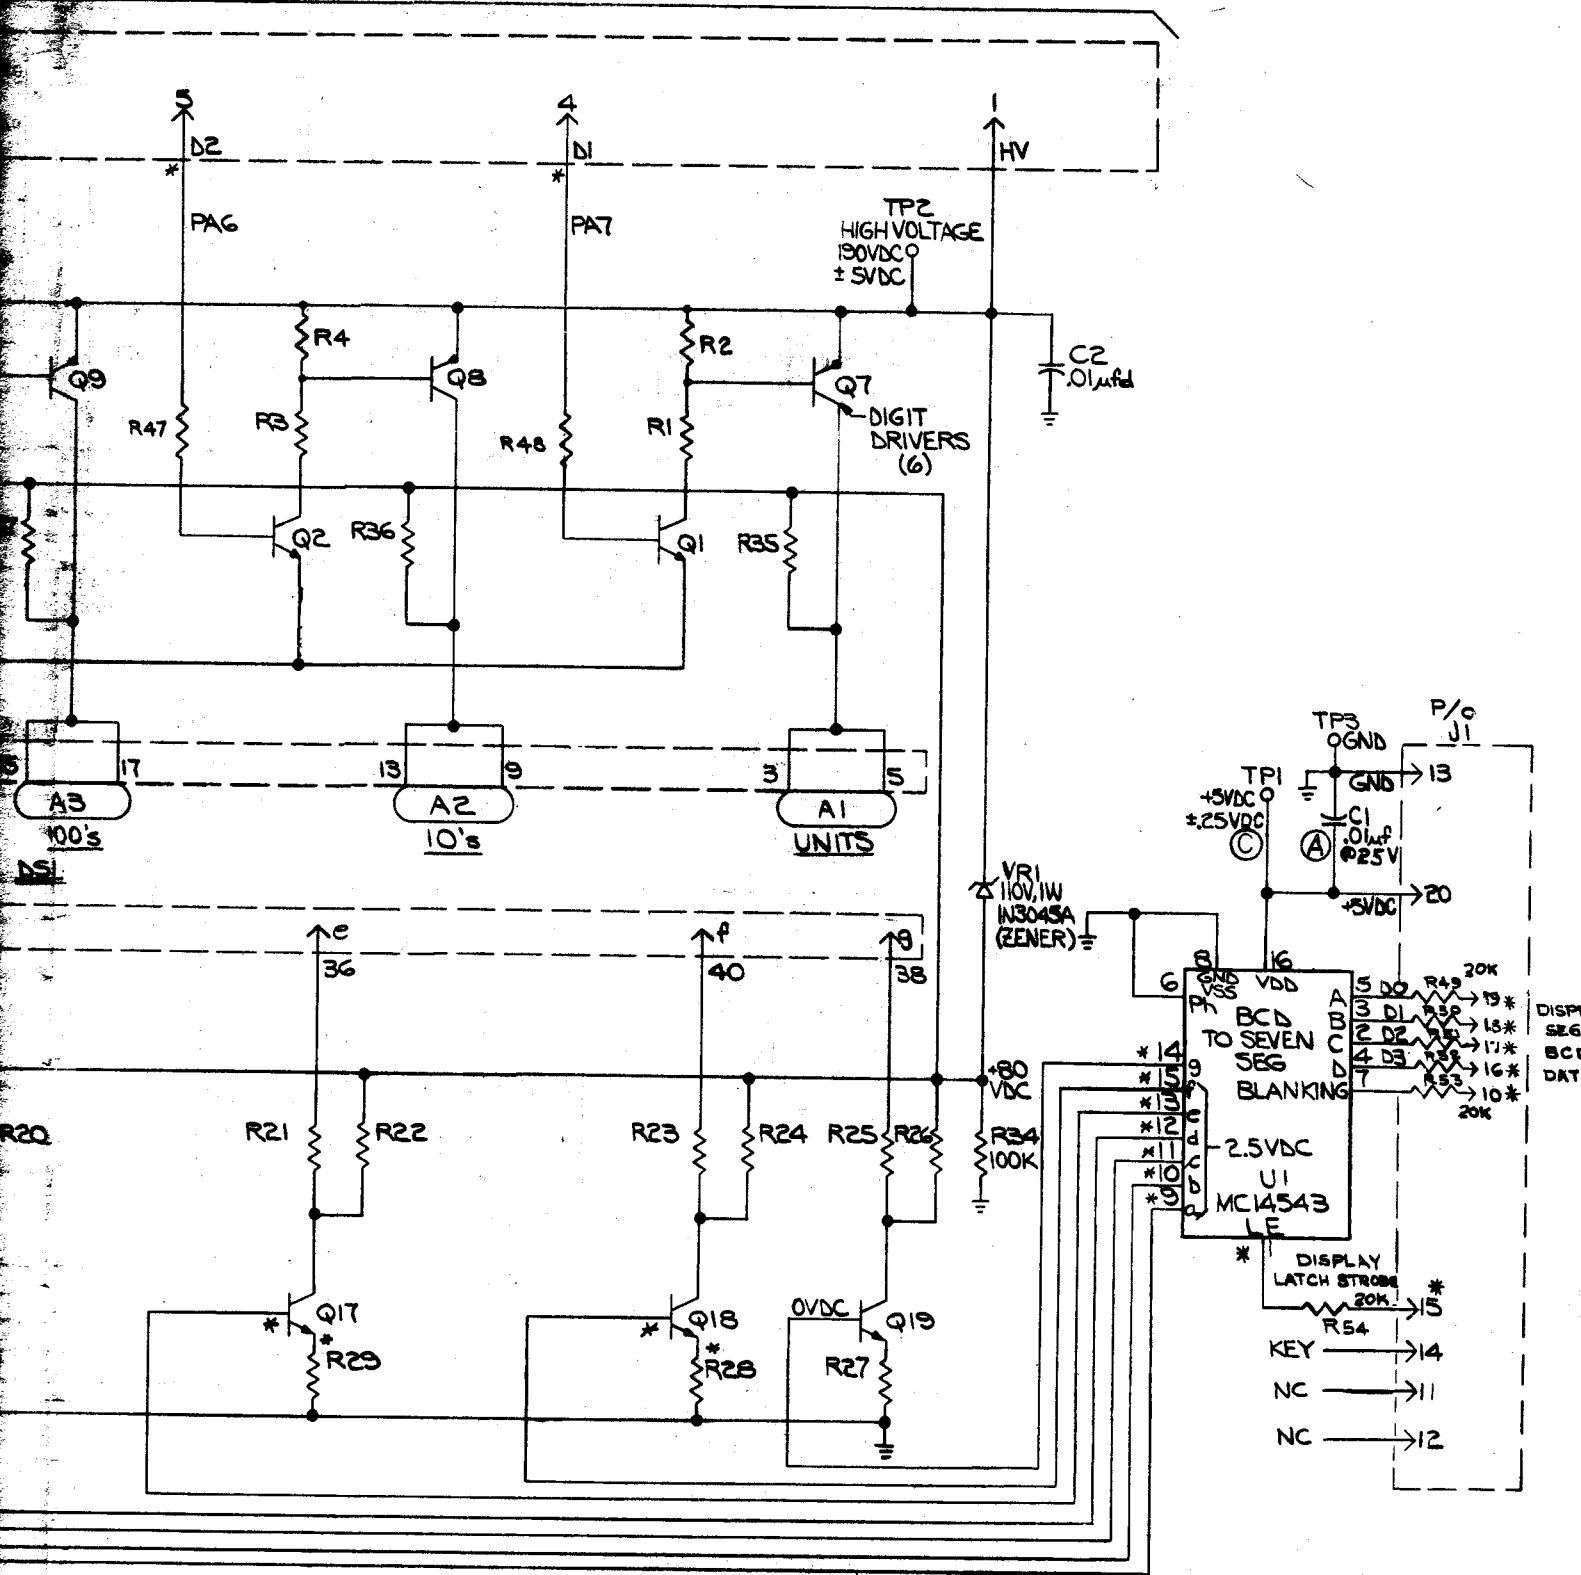 5
4
1
D2
D1
HV
*
*
PA6
PA7
TP2
HIGH VOLTAGE
190VDC
± 5VDC
R4
R2
C2
.01µfd
Q9
Q8
Q7
R47
R3
R48
R1
DIGIT
DRIVERS
(6)
Q2
R36
Q1
R35
17
13
9
3
5
A3
A2
A1
100's
10's
UNITS
DS1
P/O
J1
TP3
GND
TP1
GND
13
+5VDC
±.25VDC
C1
.01µf
@25V
C
A
+5VDC
20
VR1
110V, 1W
1N3045A
(ZENER)
e
f
g
36
40
38
8
16
6
GND
VSS
VDD
Ph
BCD
TO SEVEN
SEG
BLANKING
A
B
C
D
5 D0 R49 20K 19*
3 D1 18*
2 D2 17*
4 D3 16*
7 R53 10*
20K
* 14 g
* 15 f
* 13 e
* 12 d
* 11 c
* 10 b
* 9 a
2.5VDC
U1
MC14543
LE
*
+80
VDC
R20
R21
R22
R23
R24
R25
R26
R34
100K
DISPLAY
LATCH STROBE
20K
15
*
R54
KEY 14
NC 11
NC 12
Q17
*
*
R29
Q18
*
*
R28
0VDC
Q19
R27